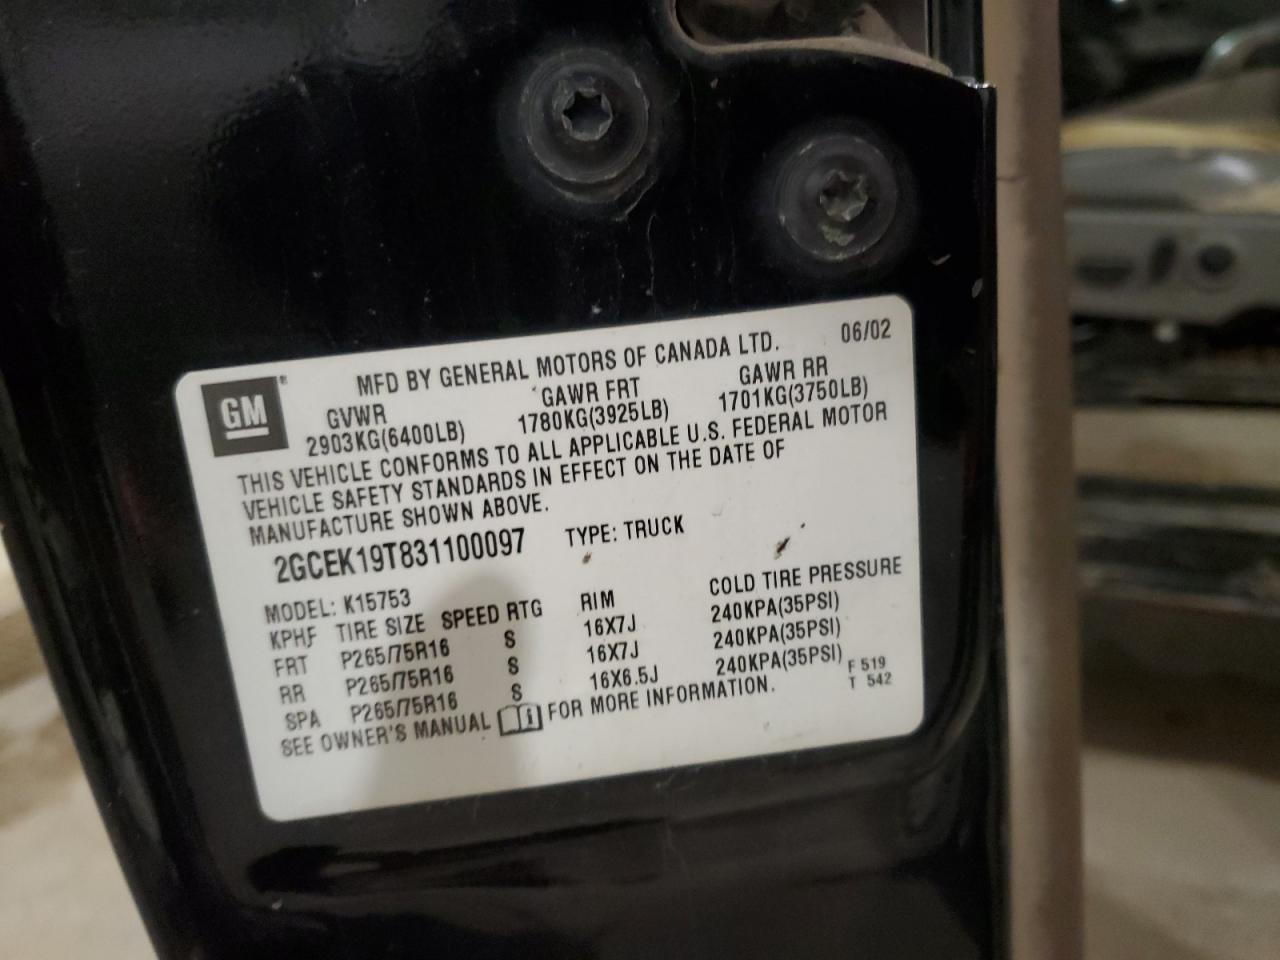 MFD BY GENERAL MOTORS OF CANADA LTD. 06/02
GM®
GVWR GAWR FRT GAWR RR
2903KG(6400LB) 1780KG(3925LB) 1701KG(3750LB)
THIS VEHICLE CONFORMS TO ALL APPLICABLE U.S. FEDERAL MOTOR
VEHICLE SAFETY STANDARDS IN EFFECT ON THE DATE OF
MANUFACTURE SHOWN ABOVE.
2GCEK19T831100097 TYPE: TRUCK
MODEL: K15753
KPHF TIRE SIZE SPEED RTG RIM COLD TIRE PRESSURE
FRT P265/75R16 S 16X7J 240KPA(35PSI)
RR P265/75R16 S 16X7J 240KPA(35PSI)
SPA P265/75R16 S 16X6.5J 240KPA(35PSI)
SEE OWNER'S MANUAL FOR MORE INFORMATION.
F 519
T 542